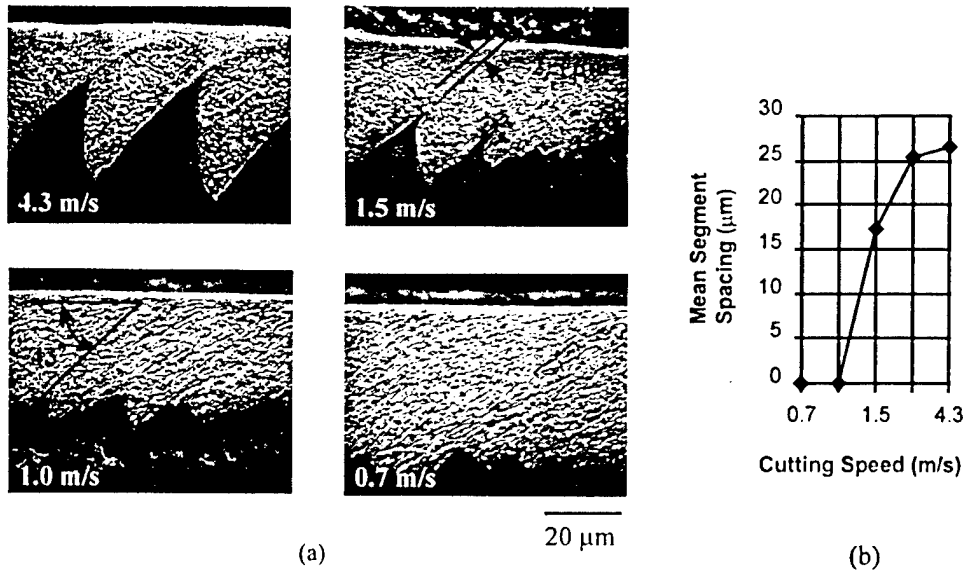 4.3 m/s
1.5 m/s
1.0 m/s
0.7 m/s
20 μm
(a)
Mean Segment
Spacing (μm)
30
25
20
15
10
5
0
0.7
1.5
4.3
Cutting Speed (m/s)
(b)